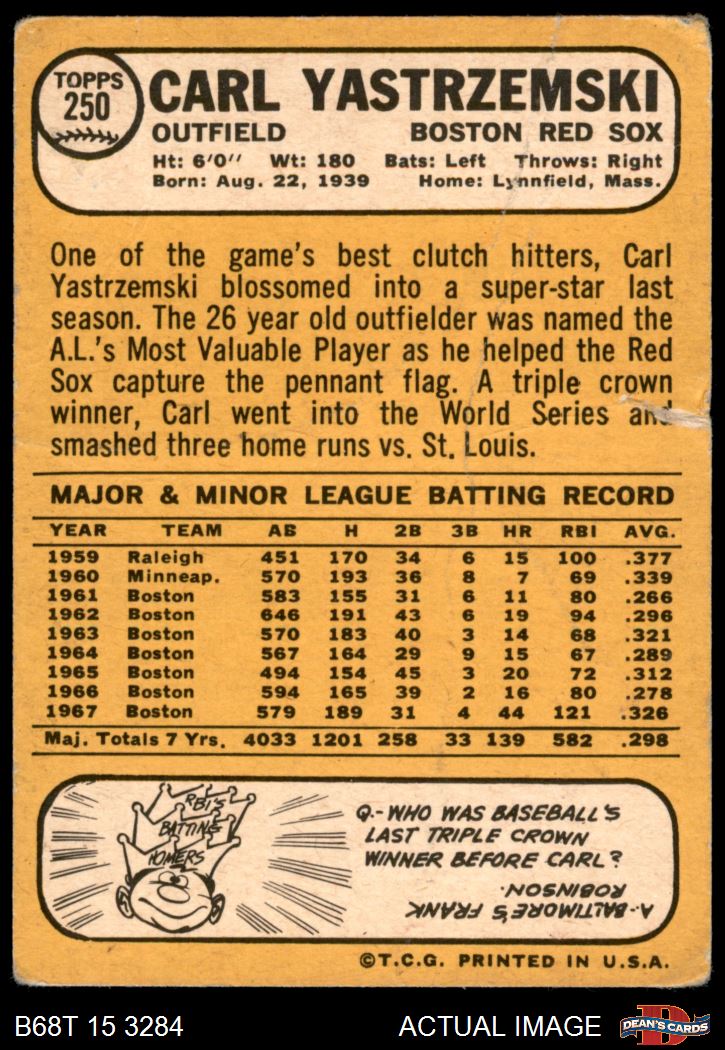 TOPPS
250
CARL YASTRZEMSKI
OUTFIELD BOSTON RED SOX
Ht: 6'0'' Wt: 180 Bats: Left Throws: Right
Born: Aug. 22, 1939 Home: Lynnfield, Mass.
One of the game's best clutch hitters, Carl
Yastrzemski blossomed into a super-star last
season. The 26 year old outfielder was named the
A.L.'s Most Valuable Player as he helped the Red
Sox capture the pennant flag. A triple crown
winner, Carl went into the World Series and
smashed three home runs vs. St. Louis.
MAJOR & MINOR LEAGUE BATTING RECORD
YEAR TEAM AB H 2B 3B HR RBI AVG.
1959 Raleigh 451 170 34 6 15 100 .377
1960 Minneap. 570 193 36 8 7 69 .339
1961 Boston 583 155 31 6 11 80 .266
1962 Boston 646 191 43 6 19 94 .296
1963 Boston 570 183 40 3 14 68 .321
1964 Boston 567 164 29 9 15 67 .289
1965 Boston 494 154 45 3 20 72 .312
1966 Boston 594 165 39 2 16 80 .278
1967 Boston 579 189 31 4 44 121 .326
Maj. Totals 7 Yrs. 4033 1201 258 33 139 582 .298
RBI'S
BATTING
HOMERS
Q.- WHO WAS BASEBALL'S
LAST TRIPLE CROWN
WINNER BEFORE CARL?
A.- BALTIMORE'S FRANK
ROBINSON.
©T.C.G. PRINTED IN U.S.A.
B68T 15 3284 ACTUAL IMAGE
D
DEAN'S CARDS